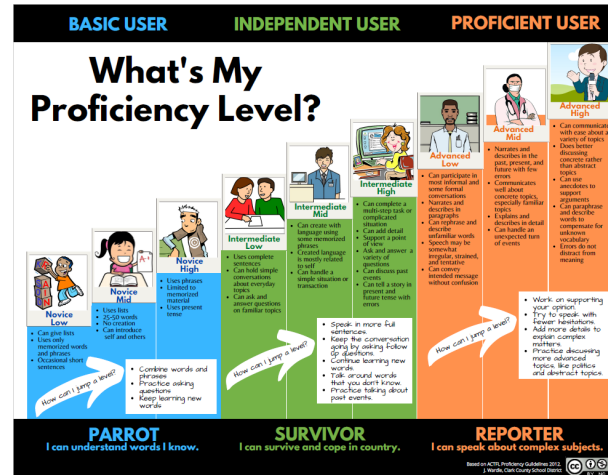 BASIC USER
INDEPENDENT USER
PROFICIENT USER
What's My
Proficiency Level?
Novice
Low
• Can give lists
• Uses only
memorized words
and phrases
• Occasional short
sentences
Novice
Mid
• Uses lists
• 25-50 words
• No creation
• Can introduce
self and others
A+
Novice
High
• Uses phrases
• Limited to
memorized
material
• Uses present
tense
Intermediate
Low
• Uses complete
sentences
• Can hold simple
conversations
about everyday
topics
• Can ask and
answer questions
on familiar topics
Intermediate
Mid
• Can create with
language using
some memorized
phrases
• Created language
is mostly related
to self
• Can handle a
simple situation or
transaction
Intermediate
High
• Can complete a
multi-step task or
complicated
situation
• Can add detail
• Support a point
of view
• Ask and answer a
variety of
questions
• Can discuss past
events
• Can tell a story in
present and
future tense with
errors
Advanced
Low
• Can participate in
most informal and
some formal
conversations
• Narrates and
describes in
paragraphs
• Can rephrase and
describe
unfamiliar words
• Speech may be
somewhat
irregular, strained,
and tentative
• Can convey
intended message
without confusion
Advanced
Mid
• Narrates and
describes in the
past, present, and
future with few
errors
• Communicates
well about
concrete topics,
especially familiar
topics
• Explains and
describes in detail
• Can handle an
unexpected turn
of events
Advanced
High
• Can communicate
with ease about a
variety of topics
• Does better
discussing
concrete rather
than abstract
topics
• Can use
anecdotes to
support
arguments
• Can paraphrase
and describe
words to
compensate for
unknown
vocabulary
• Errors do not
distract from
meaning
How can I jump a level?
• Combine words and
phrases
• Practice asking
questions
• Keep learning new
words
How can I jump a level?
• Speak in more full
sentences.
• Keep the conversation
going by asking follow
up questions.
• Continue learning new
words.
• Talk around words
that you don't know.
• Practice talking about
past events.
How can I jump a level?
• Work on supporting
your opinion.
• Try to speak with
fewer hesitations
• Add more details to
explain complex
matters.
• Practice discussing
more advanced
topics, like politics
and abstract topics.
PARROT
I can understand words I know.
SURVIVOR
I can survive and cope in country.
REPORTER
I can speak about complex subjects.
Based on ACTFL Proficiency Guidelines 2012.
J. Wardle, Clark County School District